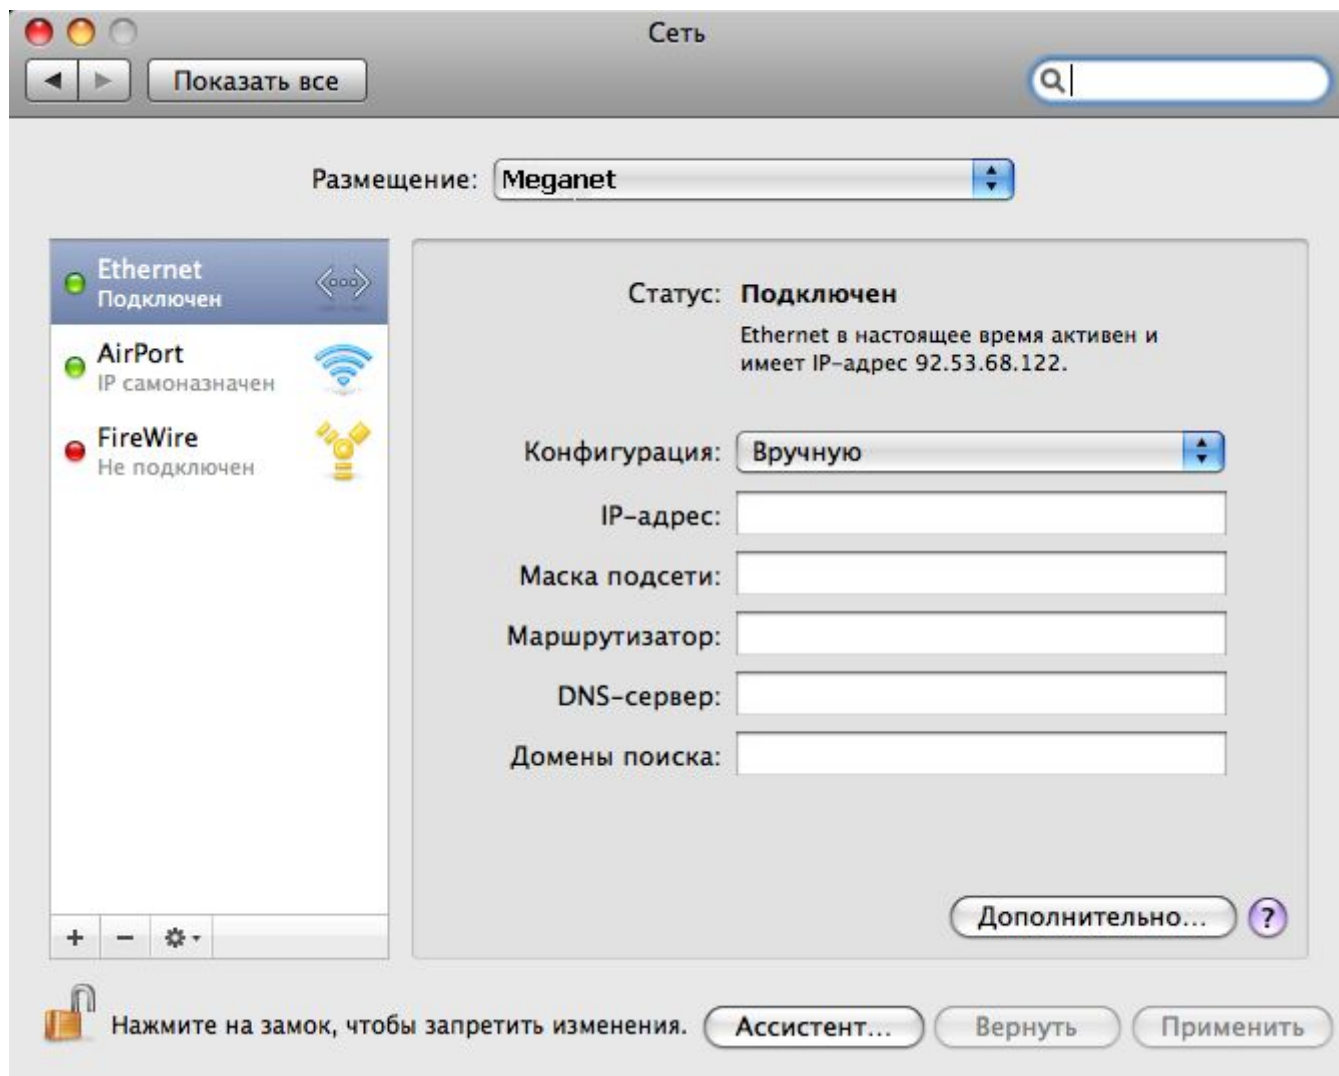 Сеть
Показать все
Размещение: Meganet
Ethernet
Подключен
AirPort
IP самоназначен
FireWire
Не подключен
Статус: Подключен
Ethernet в настоящее время активен и
имеет IP-адрес 92.53.68.122.
Конфигурация: Вручную
IP-адрес:
Маска подсети:
Маршрутизатор:
DNS-сервер:
Домены поиска:
Дополнительно... ?
Нажмите на замок, чтобы запретить изменения. Ассистент... Вернуть Применить